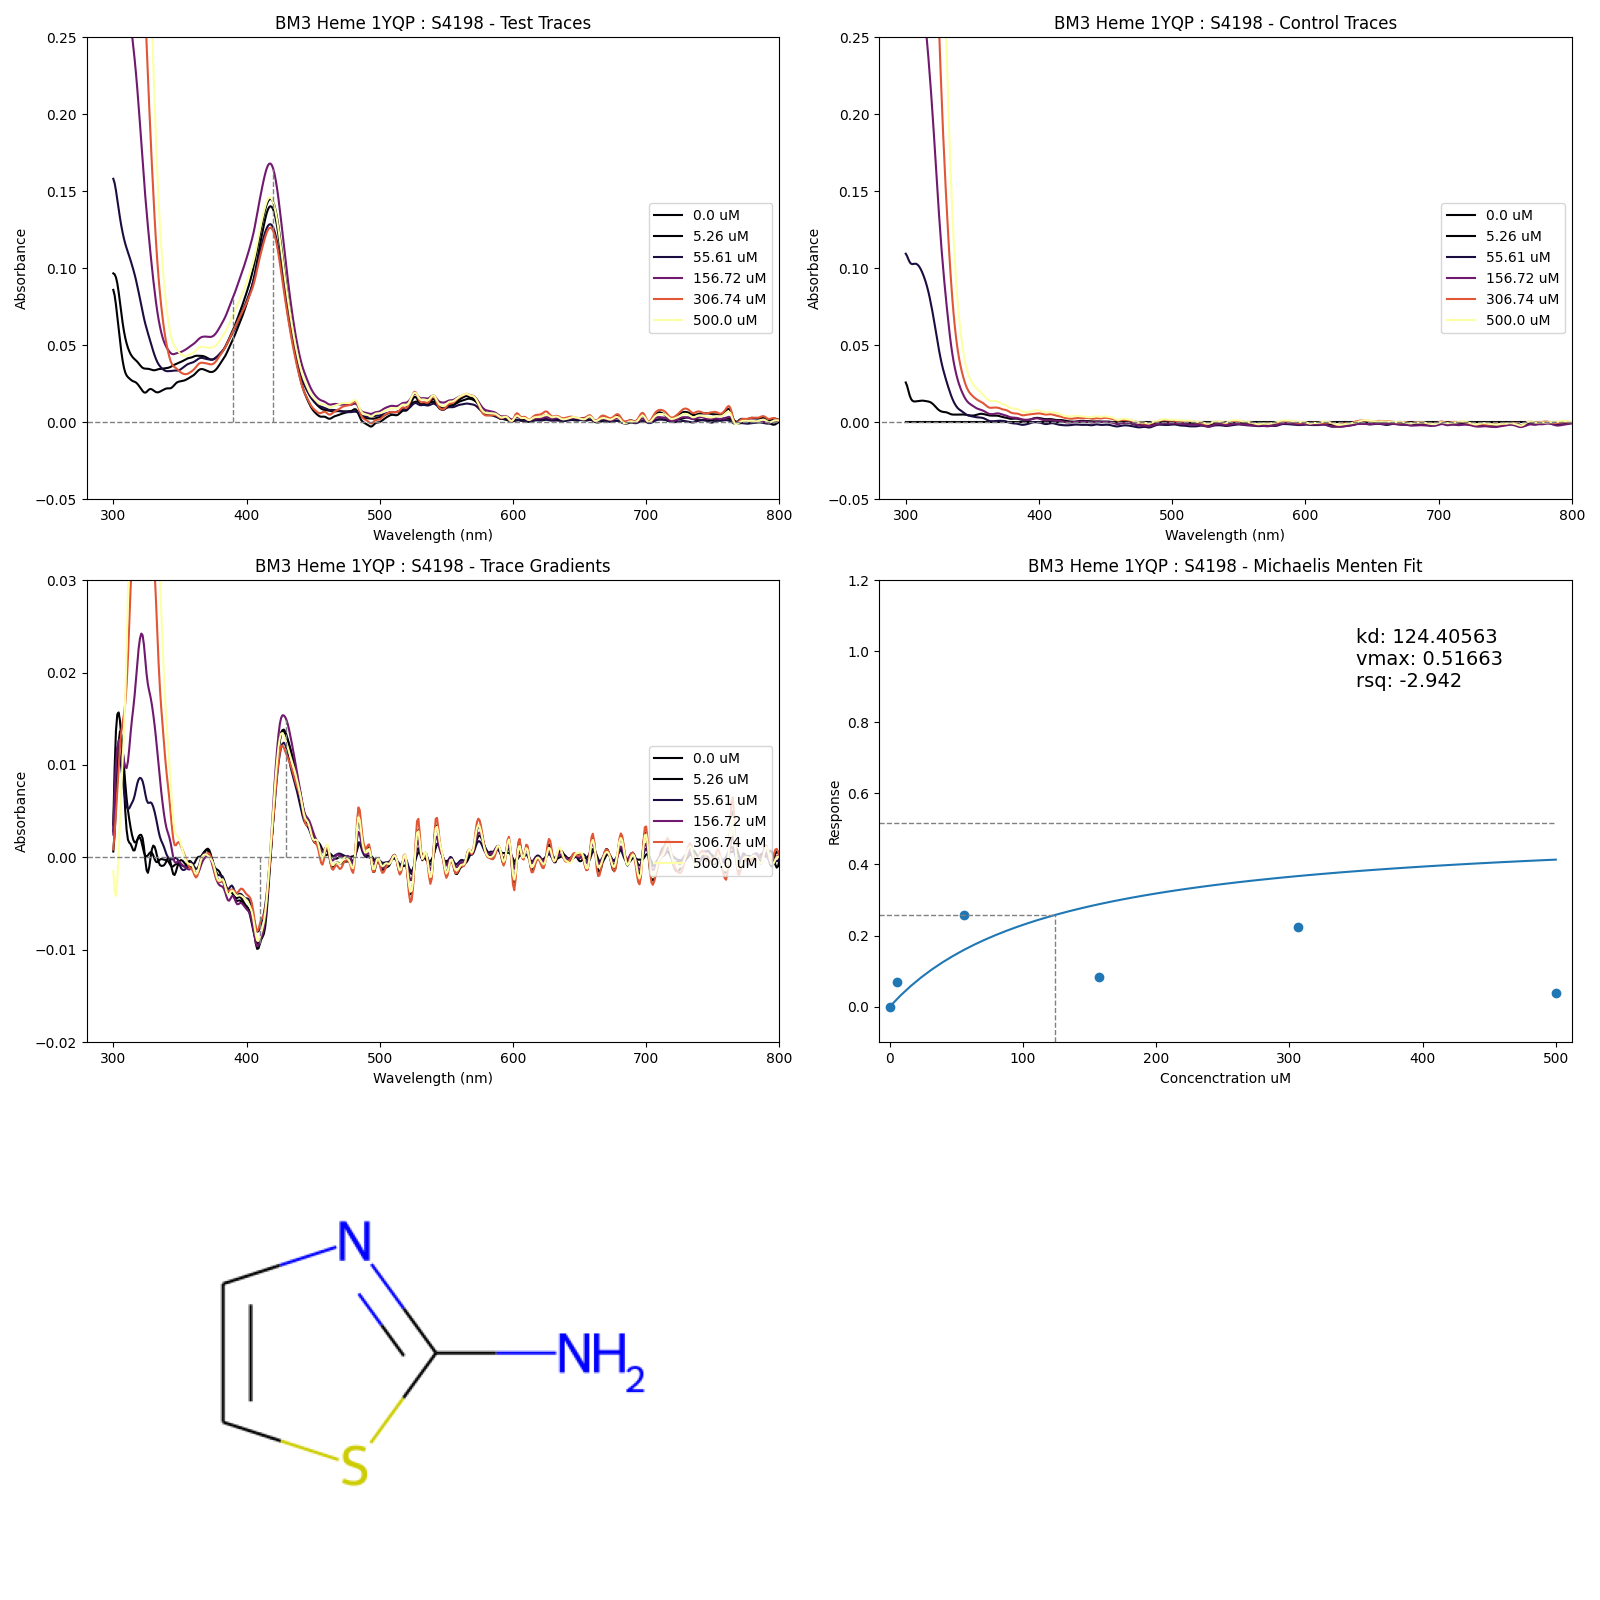 BM3 Heme 1YQP : S4198 - Test Traces
Absorbance
0.25
0.20
0.15
0.10
0.05
0.00
−0.05
300 400 500 600 700 800
Wavelength (nm)
0.0 uM
5.26 uM
55.61 uM
156.72 uM
306.74 uM
500.0 uM
BM3 Heme 1YQP : S4198 - Control Traces
Absorbance
0.25
0.20
0.15
0.10
0.05
0.00
−0.05
300 400 500 600 700 800
Wavelength (nm)
0.0 uM
5.26 uM
55.61 uM
156.72 uM
306.74 uM
500.0 uM
BM3 Heme 1YQP : S4198 - Trace Gradients
Absorbance
0.03
0.02
0.01
0.00
−0.01
−0.02
300 400 500 600 700 800
Wavelength (nm)
0.0 uM
5.26 uM
55.61 uM
156.72 uM
306.74 uM
500.0 uM
BM3 Heme 1YQP : S4198 - Michaelis Menten Fit
Response
1.2
1.0
0.8
0.6
0.4
0.2
0.0
0 100 200 300 400 500
Concenctration uM
kd: 124.40563
vmax: 0.51663
rsq: -2.942
N
NH2
S